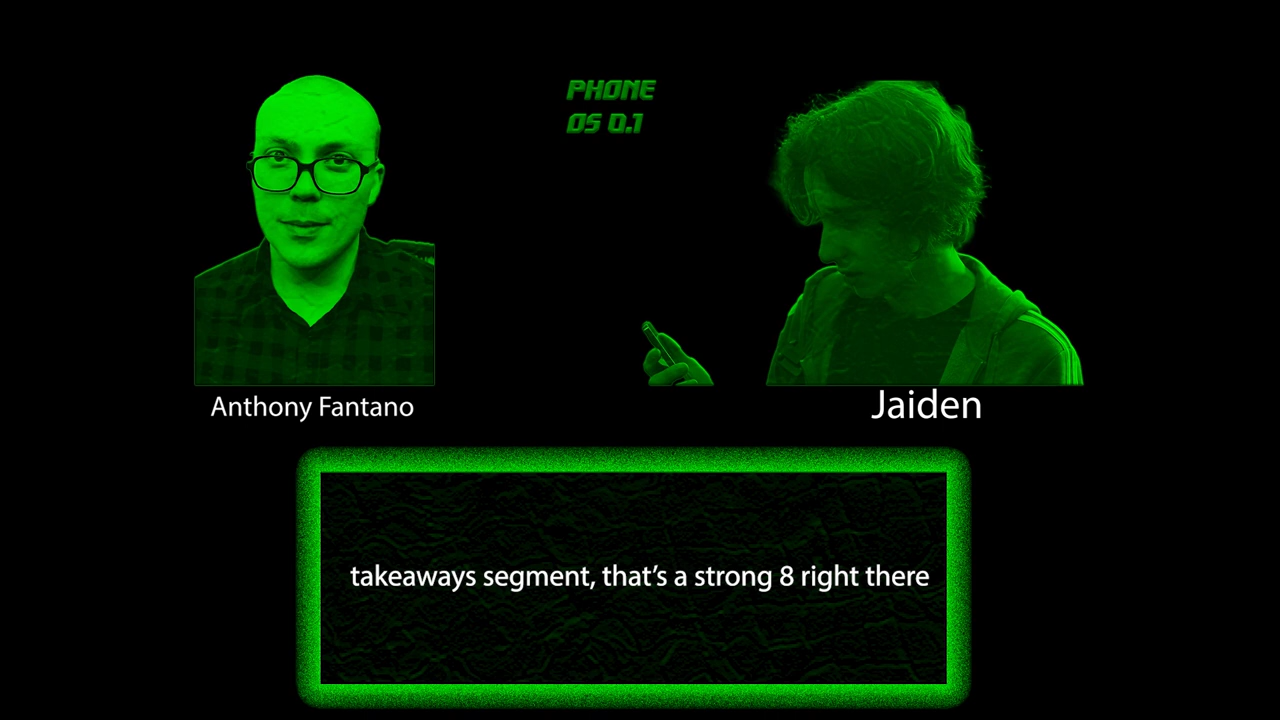 PHONE
OS 0.1
Anthony Fantano
Jaiden
takeaways segment, that's a strong 8 right there